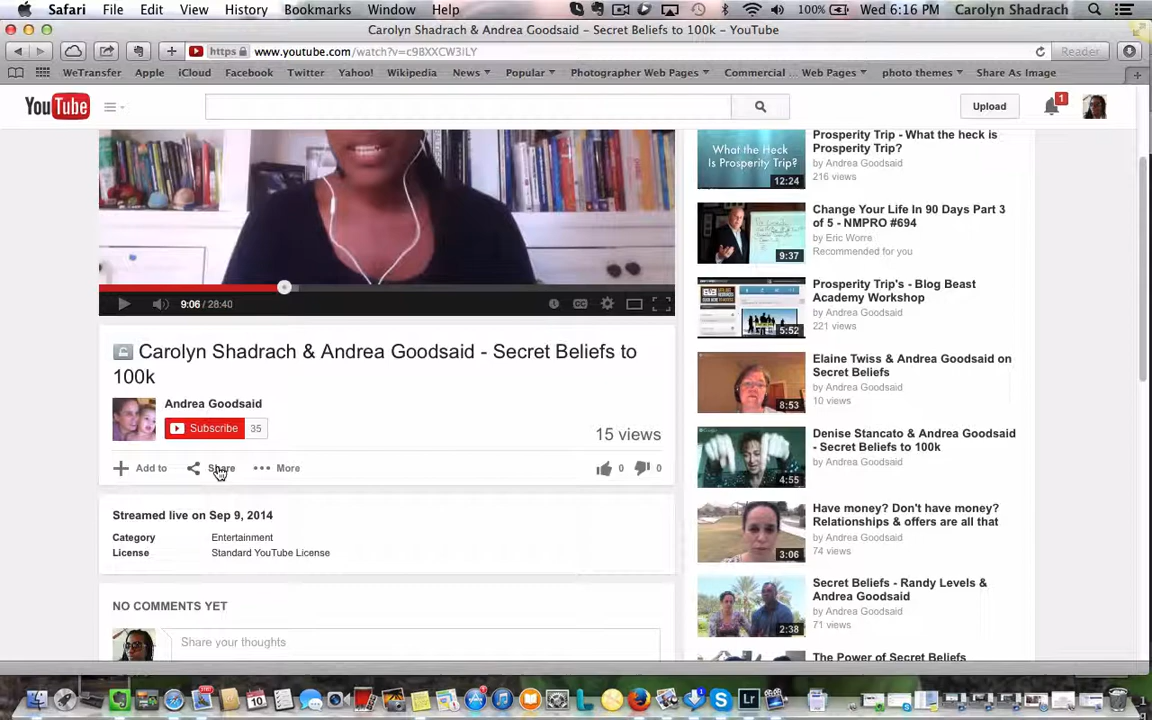 Safari File Edit View History Bookmarks Window Help 100% Wed 6:16 PM Carolyn Shadrach
Carolyn Shadrach & Andrea Goodsaid – Secret Beliefs to 100k – YouTube
https www.youtube.com/watch?v=c9BXXCW3iLY Reader
WeTransfer Apple iCloud Facebook Twitter Yahoo! Wikipedia News Popular Photographer Web Pages Commercial ... Web Pages photo themes Share As Image
YouTube Upload 1
What the Heck
Is Prosperity Trip?
12:24
Prosperity Trip - What the heck is
Prosperity Trip?
by Andrea Goodsaid
216 views
9:37
Change Your Life In 90 Days Part 3
of 5 - NMPRO #694
by Eric Worre
Recommended for you
9:06 / 28:40 CC
5:52
Prosperity Trip's - Blog Beast
Academy Workshop
by Andrea Goodsaid
221 views
Carolyn Shadrach & Andrea Goodsaid - Secret Beliefs to
100k
Andrea Goodsaid
Subscribe 35
15 views
Add to Share More 0 0
8:53
Elaine Twiss & Andrea Goodsaid on
Secret Beliefs
by Andrea Goodsaid
10 views
4:55
Denise Stancato & Andrea Goodsaid
- Secret Beliefs to 100k
by Andrea Goodsaid
Streamed live on Sep 9, 2014
Category Entertainment
License Standard YouTube License
3:06
Have money? Don't have money?
Relationships & offers are all that
by Andrea Goodsaid
74 views
NO COMMENTS YET
Share your thoughts
2:38
Secret Beliefs - Randy Levels &
Andrea Goodsaid
by Andrea Goodsaid
71 views
The Power of Secret Beliefs